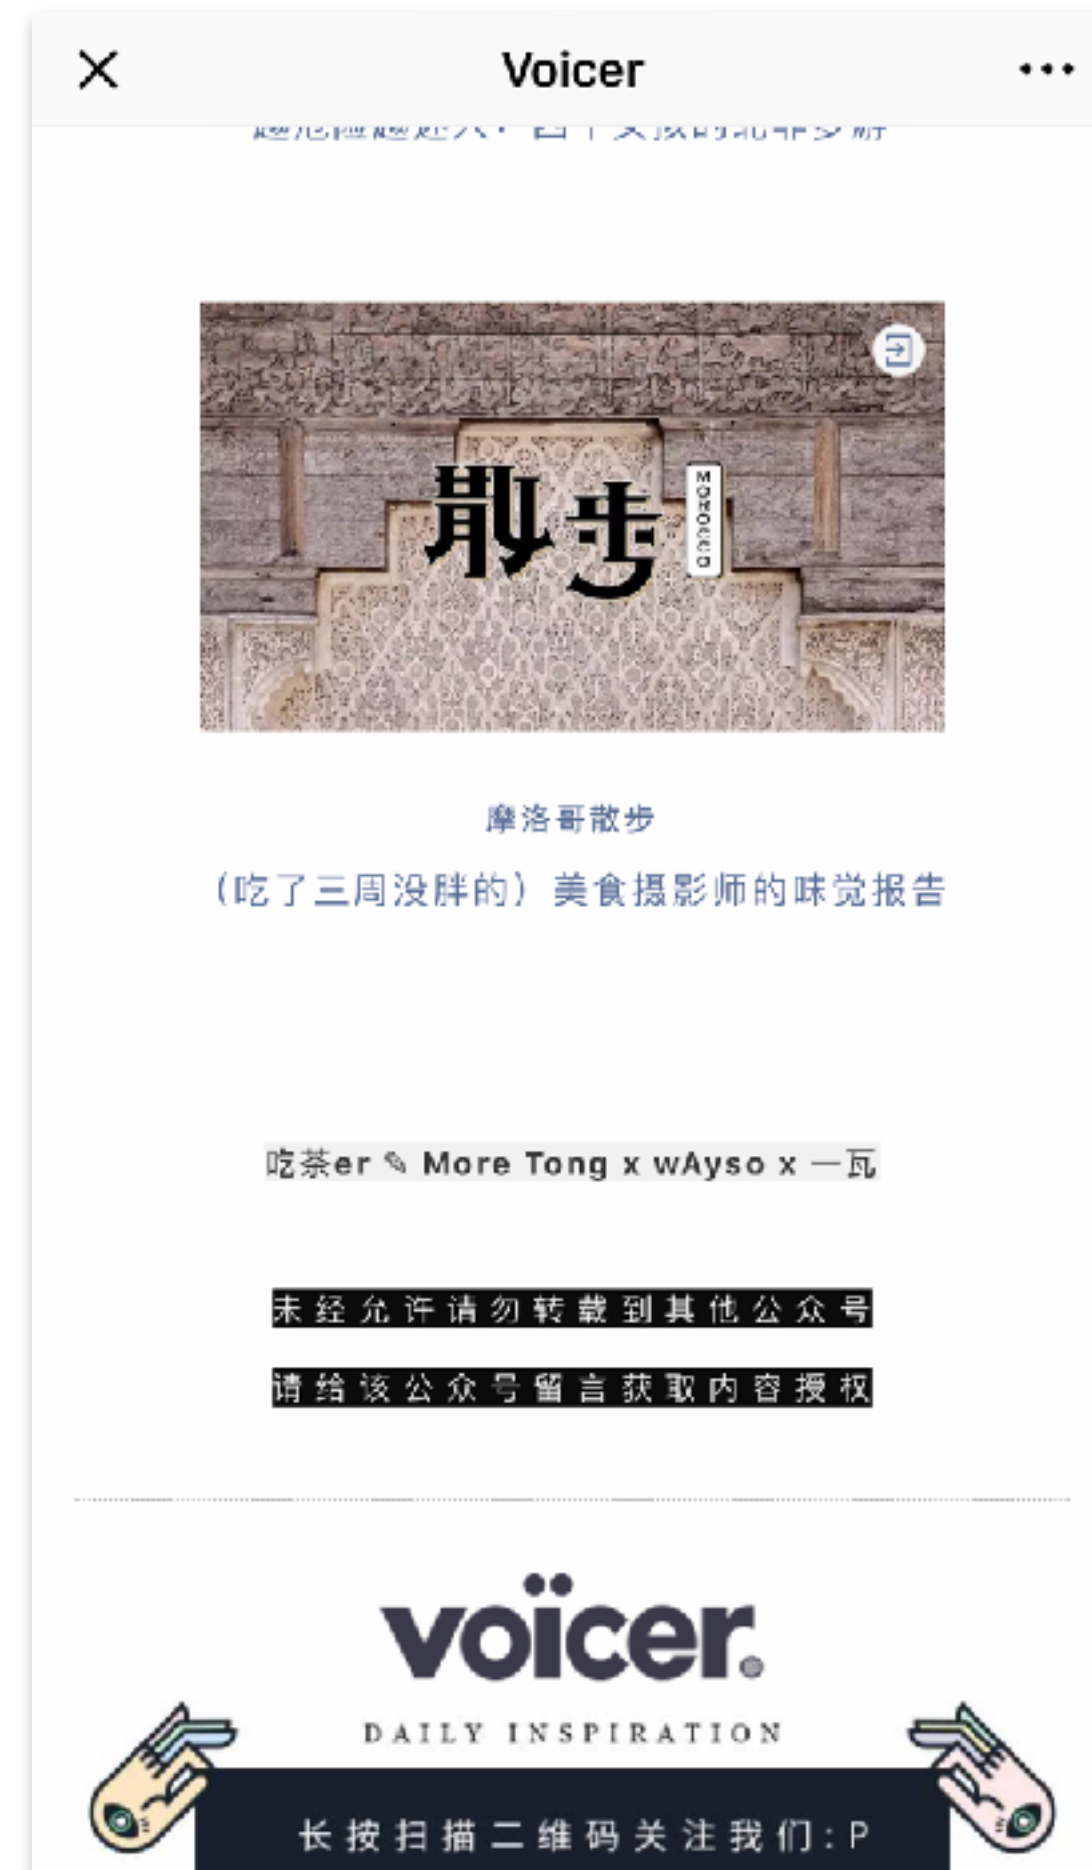 Voicer
散步
MOROCCO
摩洛哥散步
（吃了三周没胖的）美食摄影师的味觉报告
吃茶er ✎ More Tong x wAyso x 一瓦
未经允许请勿转载到其他公众号
请给该公众号留言获取内容授权
voïcer.
DAILY INSPIRATION
长按扫描二维码关注我们:P